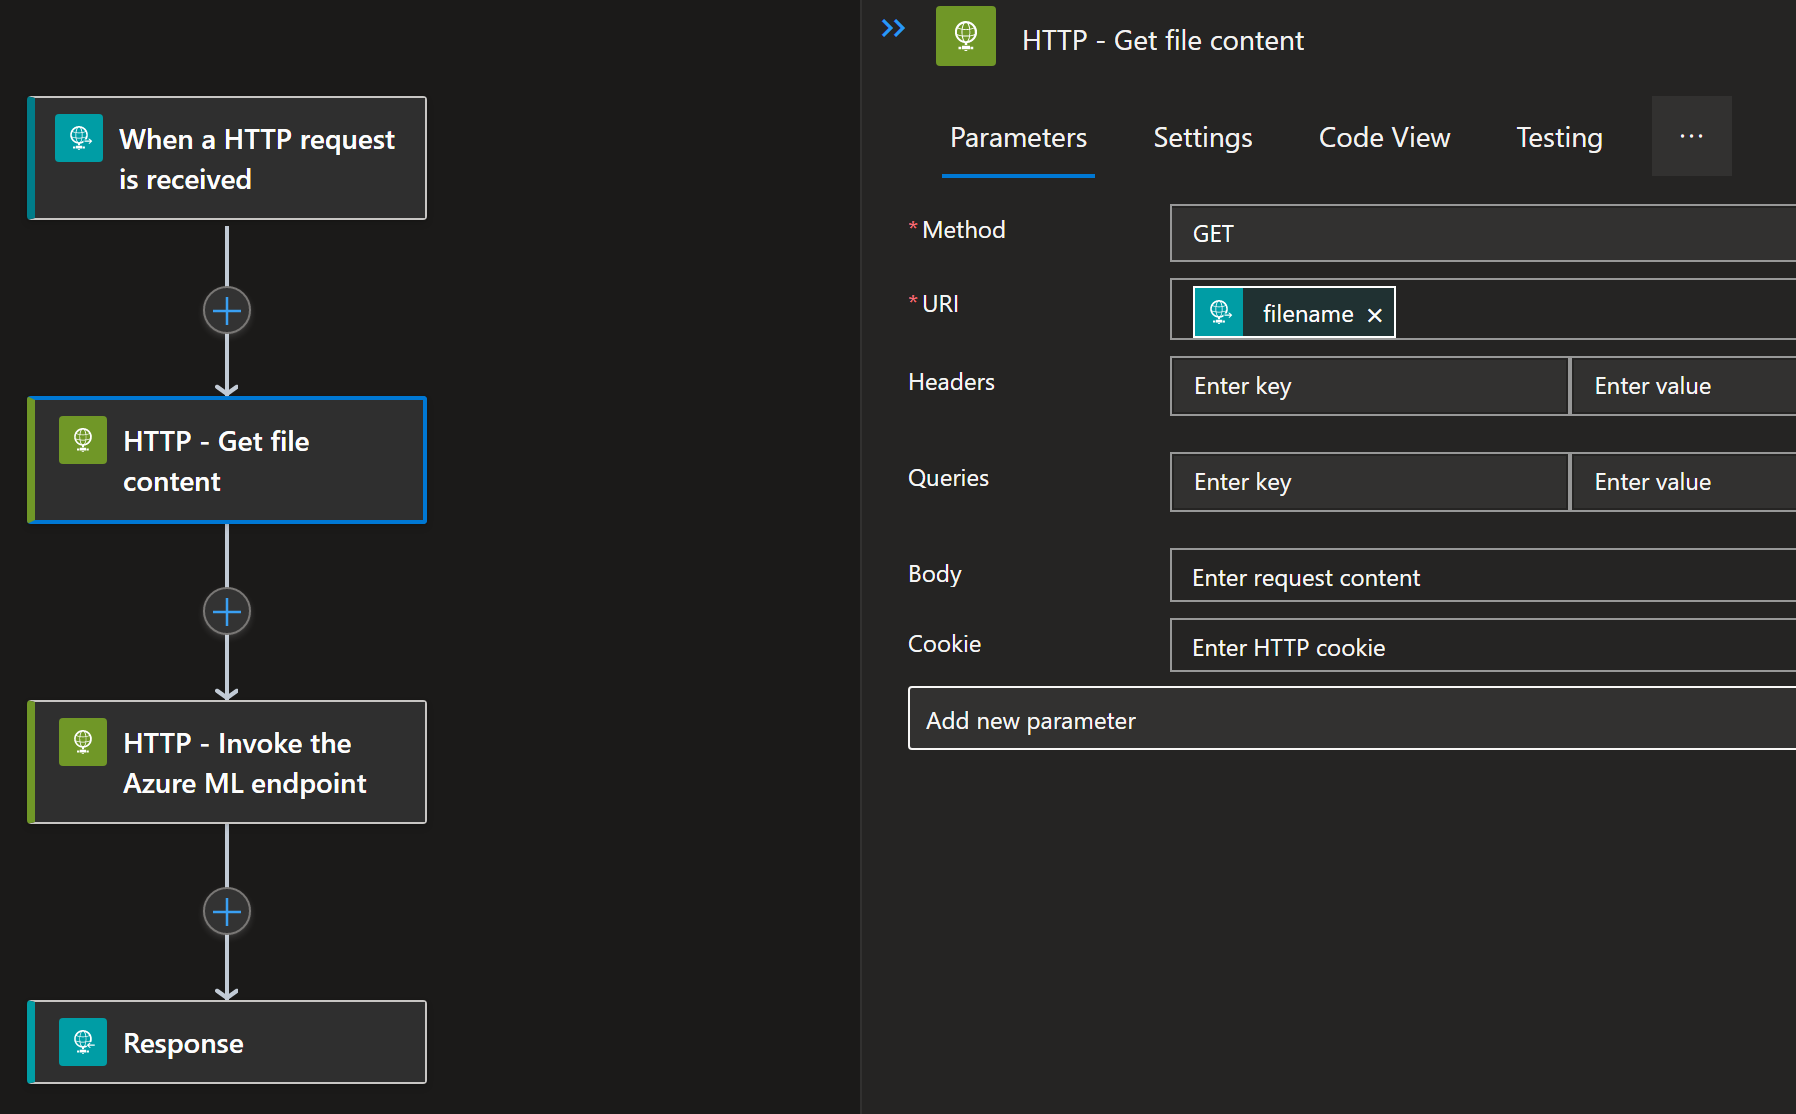 When a HTTP request
is received
HTTP - Get file
content
HTTP - Invoke the
Azure ML endpoint
Response
HTTP - Get file content
Parameters Settings Code View Testing ...
* Method GET
* URI filename ×
Headers Enter key Enter value
Queries Enter key Enter value
Body Enter request content
Cookie Enter HTTP cookie
Add new parameter